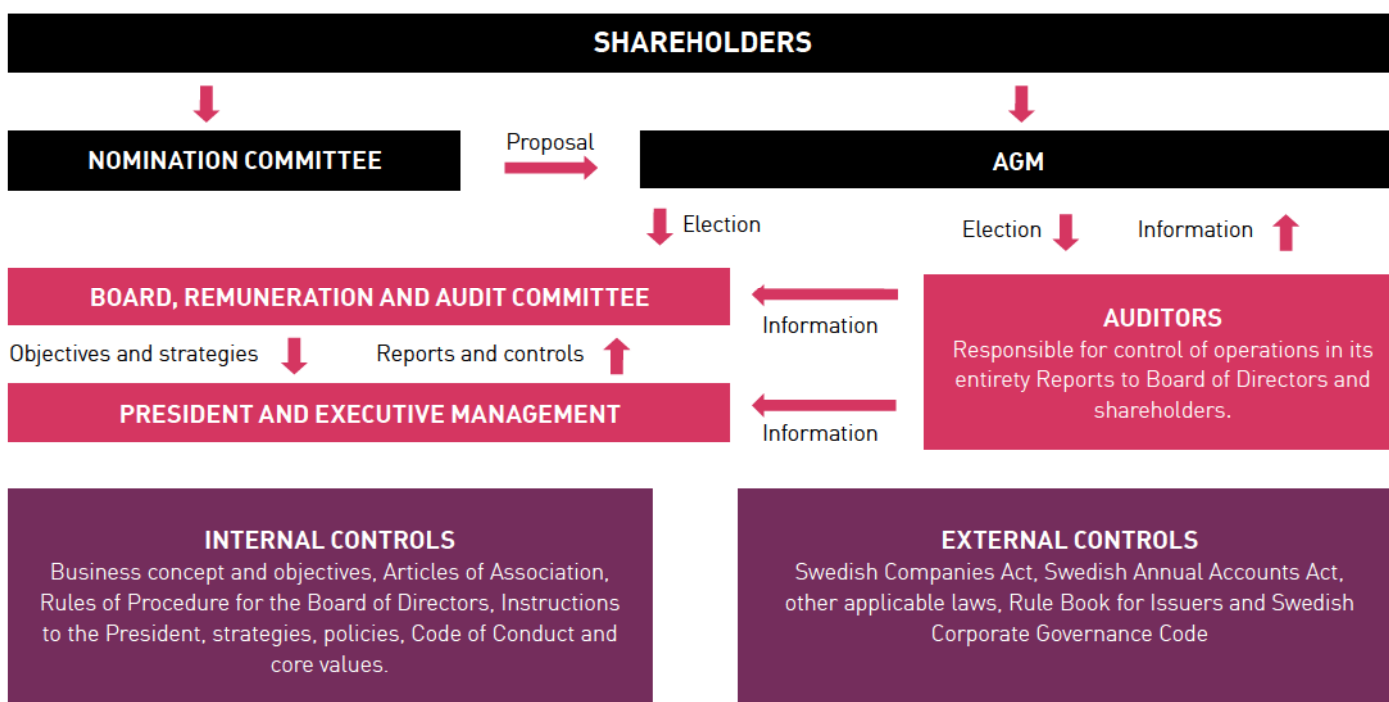 SHAREHOLDERS
NOMINATION COMMITTEE
Proposal
AGM
Election
Election
Information
BOARD, REMUNERATION AND AUDIT COMMITTEE
Information
Objectives and strategies
Reports and controls
PRESIDENT AND EXECUTIVE MANAGEMENT
Information
AUDITORS
Responsible for control of operations in its
entirety Reports to Board of Directors and
shareholders.
INTERNAL CONTROLS
Business concept and objectives, Articles of Association,
Rules of Procedure for the Board of Directors, Instructions
to the President, strategies, policies, Code of Conduct and
core values.
EXTERNAL CONTROLS
Swedish Companies Act, Swedish Annual Accounts Act,
other applicable laws, Rule Book for Issuers and Swedish
Corporate Governance Code